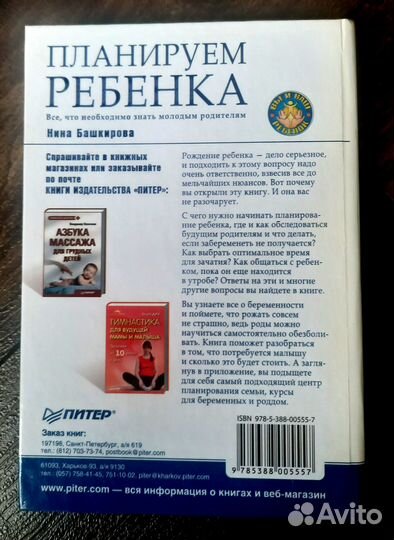 ПЛАНИРУЕМ
РЕБЕНКА
Все, что необходимо знать молодым родителям
Нина Башкирова
ВЫ И ВАШ
РЕБЕНОК
Спрашивайте в книжных
магазинах или заказывайте
по почте
КНИГИ ИЗДАТЕЛЬСТВА «ПИТЕР»:
АЗБУКА
МАССАЖА
ДЛЯ ГРУДНЫХ
ДЕТЕЙ
ГИМНАСТИКА
ДЛЯ БУДУЩЕЙ
МАМЫ И МАЛЫША
10
Рождение ребенка — дело серьезное,
и подходить к этому вопросу надо
очень ответственно, взвесив все до
мельчайших нюансов. Вот почему
вы открыли эту книгу. И она вас
не разочарует.
С чего нужно начинать планирова-
ние ребенка, где и как обследоваться
будущим родителям и что делать,
если забеременеть не получается?
Как выбрать оптимальное время
для зачатия? Как общаться с ребен-
ком, пока он еще находится
в утробе? Ответы на эти и многие
другие вопросы вы найдете в книге.
Вы узнаете все о беременности
и поймете, что рожать совсем
не страшно, ведь роды можно
научиться самостоятельно обезболи-
вать. Книга поможет разобраться
в том, что потребуется малышу
и сколько это будет стоить. А загля-
нув в приложение, вы подыщете
для себя самый подходящий центр
планирования семьи, курсы
для беременных и роддом.
ПИТЕР
Заказ книг:
197198, Санкт-Петербург, а/я 619
тел.: (812) 703-73-74, postbook@piter.com
61093, Харьков-93, а/я 9130
тел.: (057) 758-41-45, 751-10-02, piter@kharkov.piter.com
www.piter.com — вся информация о книгах и веб-магазин
ISBN 978-5-388-00555-7
9 785388 005557
Avito